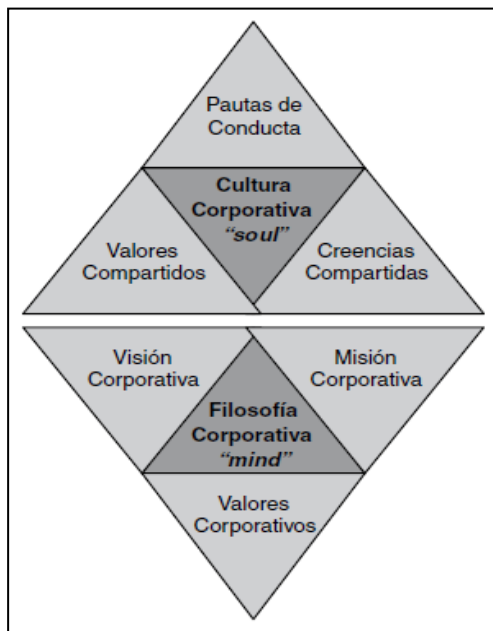 Pautas de
Conducta
Cultura
Corporativa
“soul”
Valores
Compartidos
Creencias
Compartidas
Visión
Corporativa
Misión
Corporativa
Filosofía
Corporativa
“mind”
Valores
Corporativos